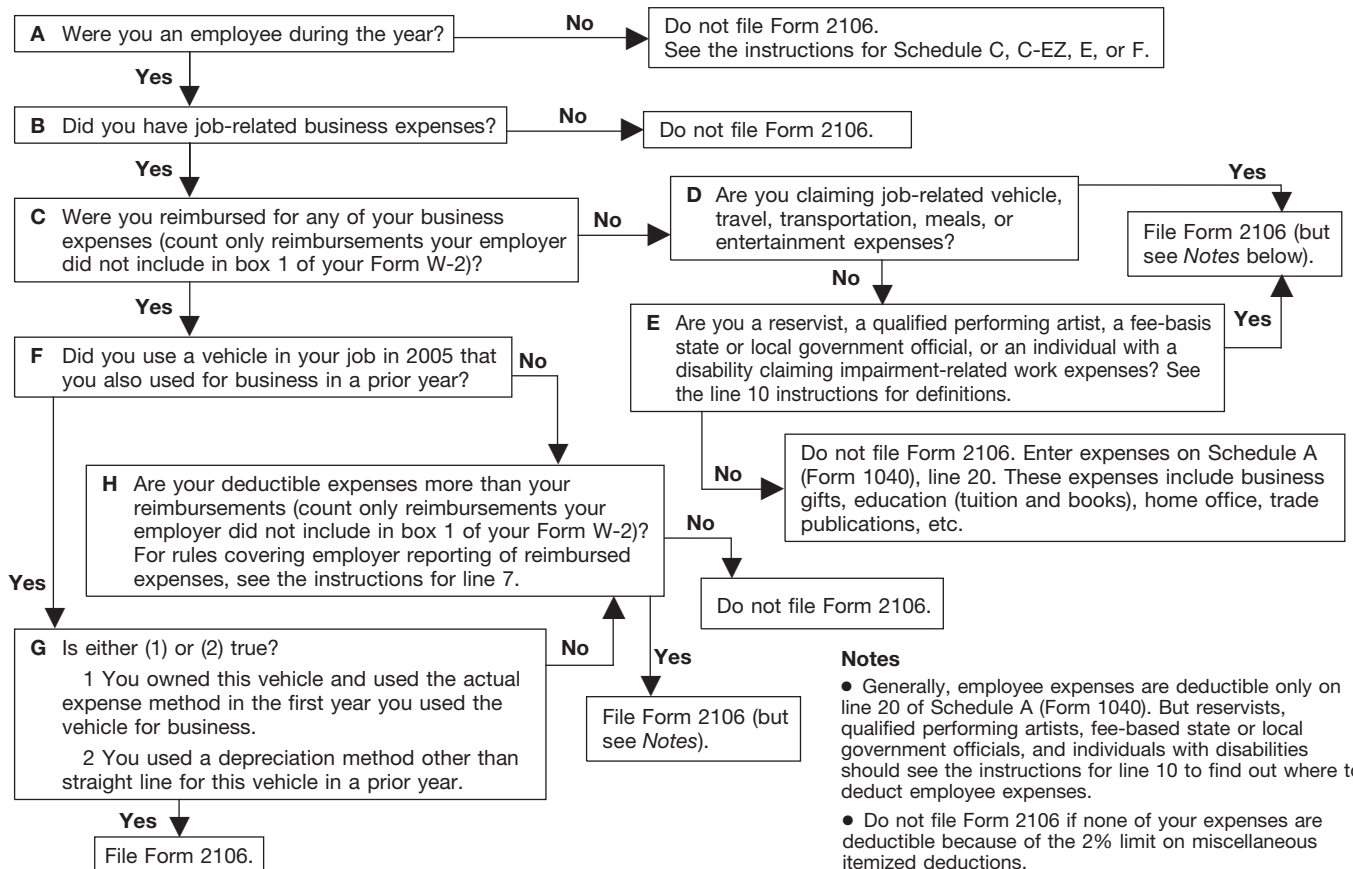 A Were you an employee during the year?
No
Do not file Form 2106.
See the instructions for Schedule C, C-EZ, E, or F.
Yes
B Did you have job-related business expenses?
No
Do not file Form 2106.
Yes
C Were you reimbursed for any of your business
expenses (count only reimbursements your employer
did not include in box 1 of your Form W-2)?
No
D Are you claiming job-related vehicle,
travel, transportation, meals, or
entertainment expenses?
Yes
File Form 2106 (but
see Notes below).
No
Yes
E Are you a reservist, a qualified performing artist, a fee-basis
state or local government official, or an individual with a
disability claiming impairment-related work expenses? See
the line 10 instructions for definitions.
Yes
F Did you use a vehicle in your job in 2005 that
you also used for business in a prior year?
No
No
Do not file Form 2106. Enter expenses on Schedule A
(Form 1040), line 20. These expenses include business
gifts, education (tuition and books), home office, trade
publications, etc.
H Are your deductible expenses more than your
reimbursements (count only reimbursements your
employer did not include in box 1 of your Form W-2)?
For rules covering employer reporting of reimbursed
expenses, see the instructions for line 7.
No
Do not file Form 2106.
Yes
G Is either (1) or (2) true?
1 You owned this vehicle and used the actual
expense method in the first year you used the
vehicle for business.
2 You used a depreciation method other than
straight line for this vehicle in a prior year.
No
Yes
File Form 2106 (but
see Notes).
Yes
File Form 2106.
Notes
● Generally, employee expenses are deductible only on
line 20 of Schedule A (Form 1040). But reservists,
qualified performing artists, fee-based state or local
government officials, and individuals with disabilities
should see the instructions for line 10 to find out where
deduct employee expenses.
● Do not file Form 2106 if none of your expenses are
deductible because of the 2% limit on miscellaneous
itemized deductions.